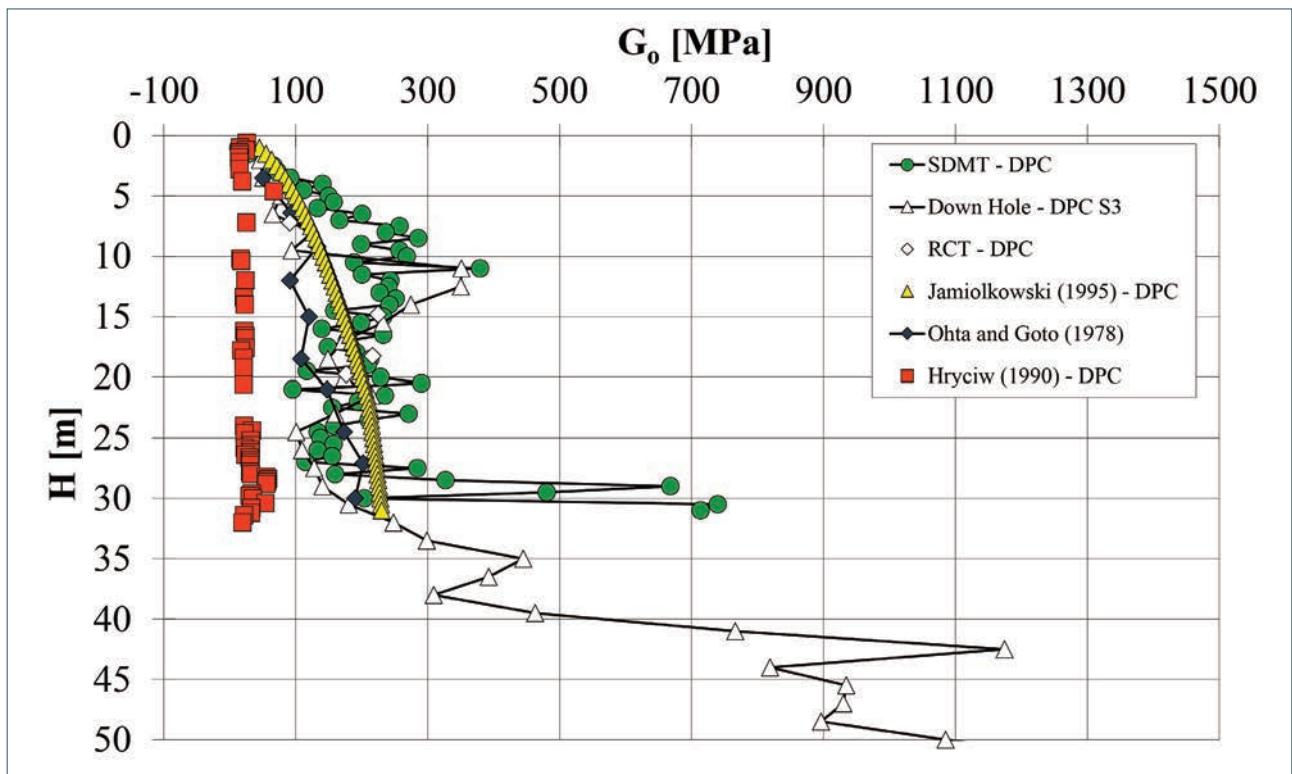 G₀ [MPa]
-100 100 300 500 700 900 1100 1300 1500
H [m]
0
5
10
15
20
25
30
35
40
45
50
SDMT - DPC
Down Hole - DPC S3
RCT - DPC
Jamiolkowski (1995) - DPC
Ohta and Goto (1978)
Hryciw (1990) - DPC